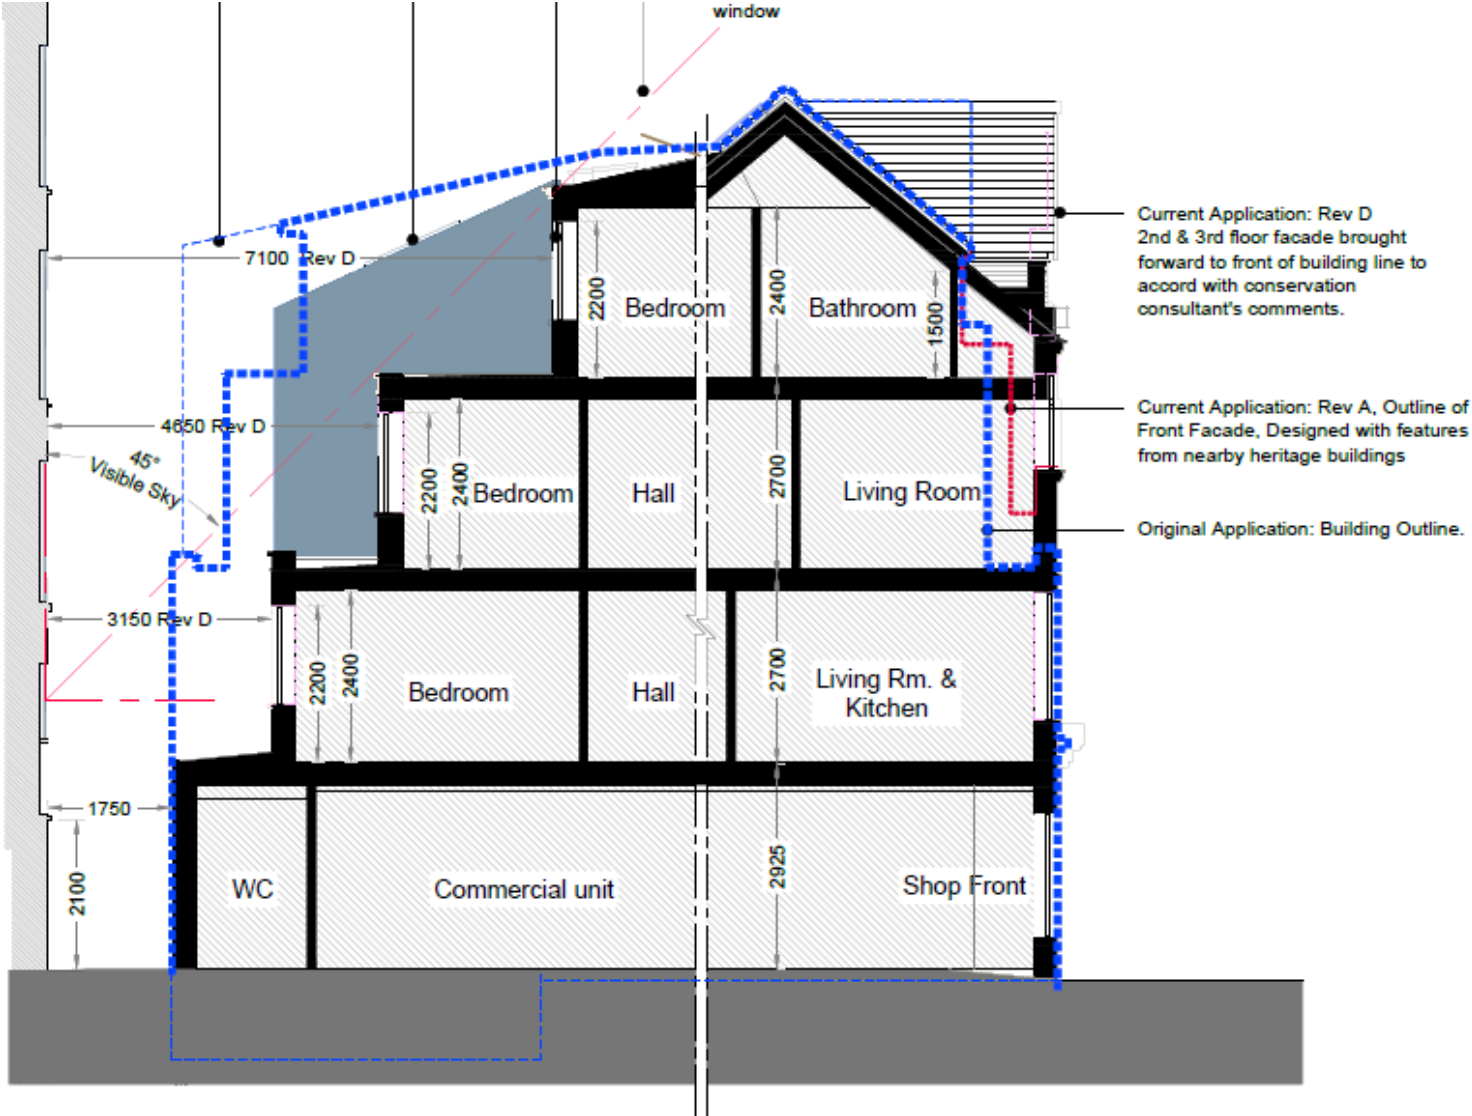 window
Current Application: Rev D
2nd & 3rd floor facade brought
forward to front of building line to
accord with conservation
consultant's comments.
7100 Rev D
2200
Bedroom
2400
Bathroom
1500
Current Application: Rev A, Outline of
Front Facade, Designed with features
from nearby heritage buildings
4650 Rev D
45°
Visible Sky
2200
2400
Bedroom
Hall
2700
Living Room
Original Application: Building Outline.
3150 Rev D
2200
2400
Bedroom
Hall
2700
Living Rm. &
Kitchen
1750
2100
WC
Commercial unit
2925
Shop Front